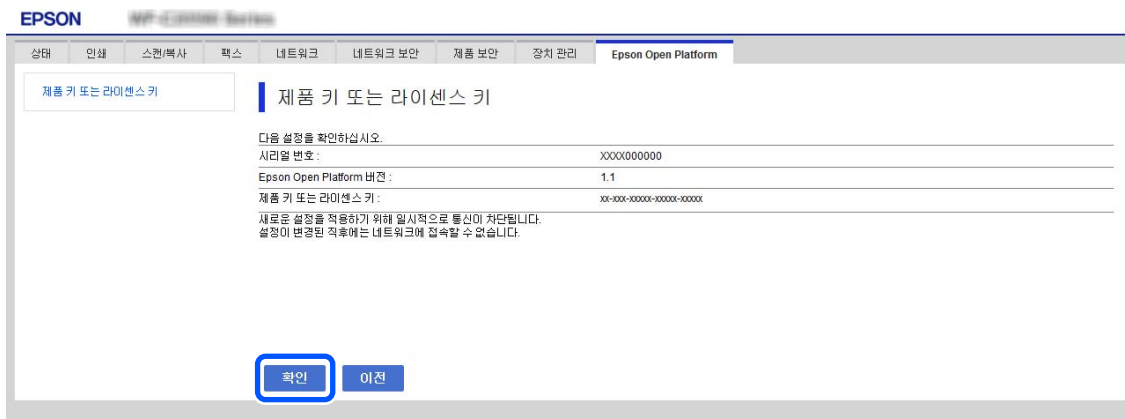 EPSON
상태 인쇄 스캔/복사 팩스 네트워크 네트워크 보안 제품 보안 장치 관리 Epson Open Platform
제품 키 또는 라이센스 키
제품 키 또는 라이센스 키
다음 설정을 확인하십시오.
시리얼 번호 : XXXX000000
Epson Open Platform 버전 : 1.1
제품 키 또는 라이센스 키 : xx-xxx-xxxxx-xxxxx-xxxxx
새로운 설정을 적용하기 위해 일시적으로 통신이 차단됩니다.
설정이 변경된 직후에는 네트워크에 접속할 수 없습니다.
확인 이전